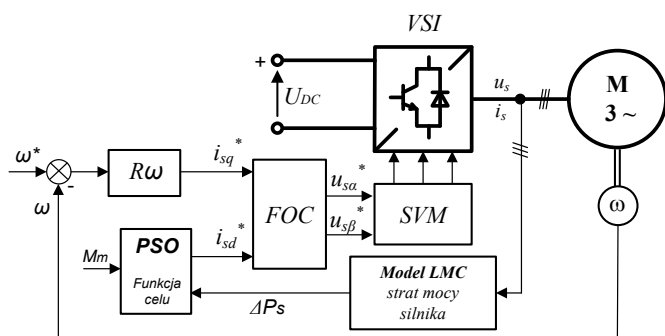 VSI
+
U_DC
-
u_s
i_s
M
3 ~
ω*
-
ω
Rω
i_sq*
FOC
u_sα*
u_sβ*
SVM
ω
i_sd*
Mm
PSO
Funkcja
celu
ΔPs
Model LMC
strat mocy
silnika